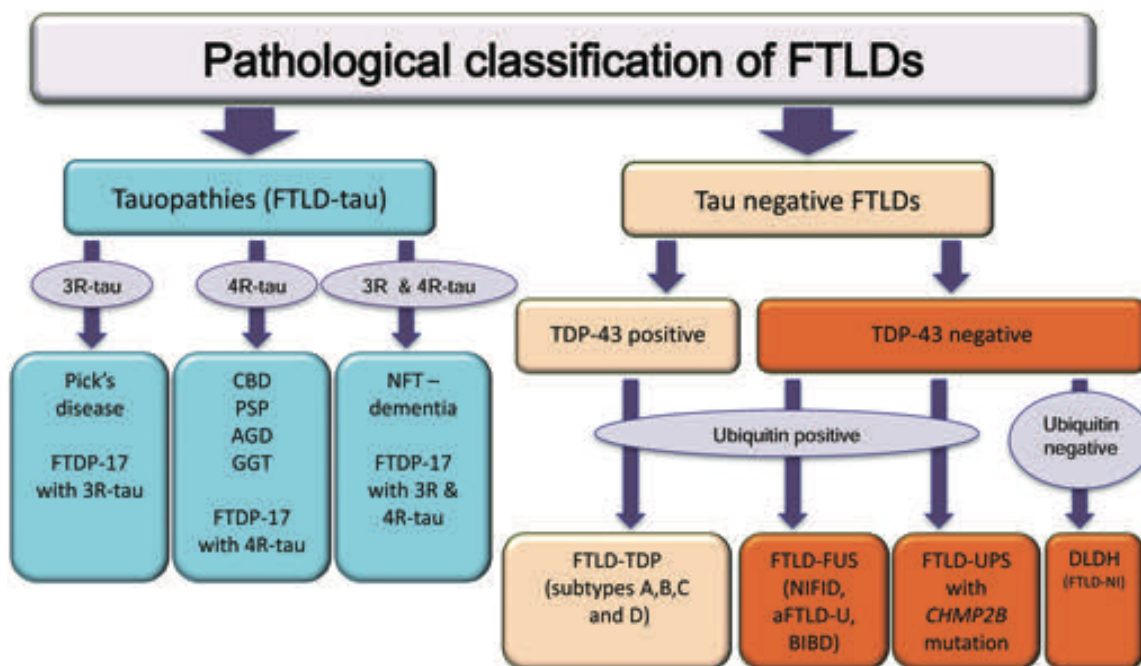 Pathological classification of FTLDs
Tauopathies (FTLD-tau)
Tau negative FTLDs
3R-tau
4R-tau
3R & 4R-tau
TDP-43 positive
TDP-43 negative
Pick's
disease
FTDP-17
with 3R-tau
CBD
PSP
AGD
GGT
FTDP-17
with 4R-tau
NFT –
dementia
FTDP-17
with 3R &
4R-tau
Ubiquitin positive
Ubiquitin
negative
FTLD-TDP
(subtypes A,B,C
and D)
FTLD-FUS
(NIFID,
aFTLD-U,
BIBD)
FTLD-UPS
with
CHMP2B
mutation
DLDH
(FTLD-NI)